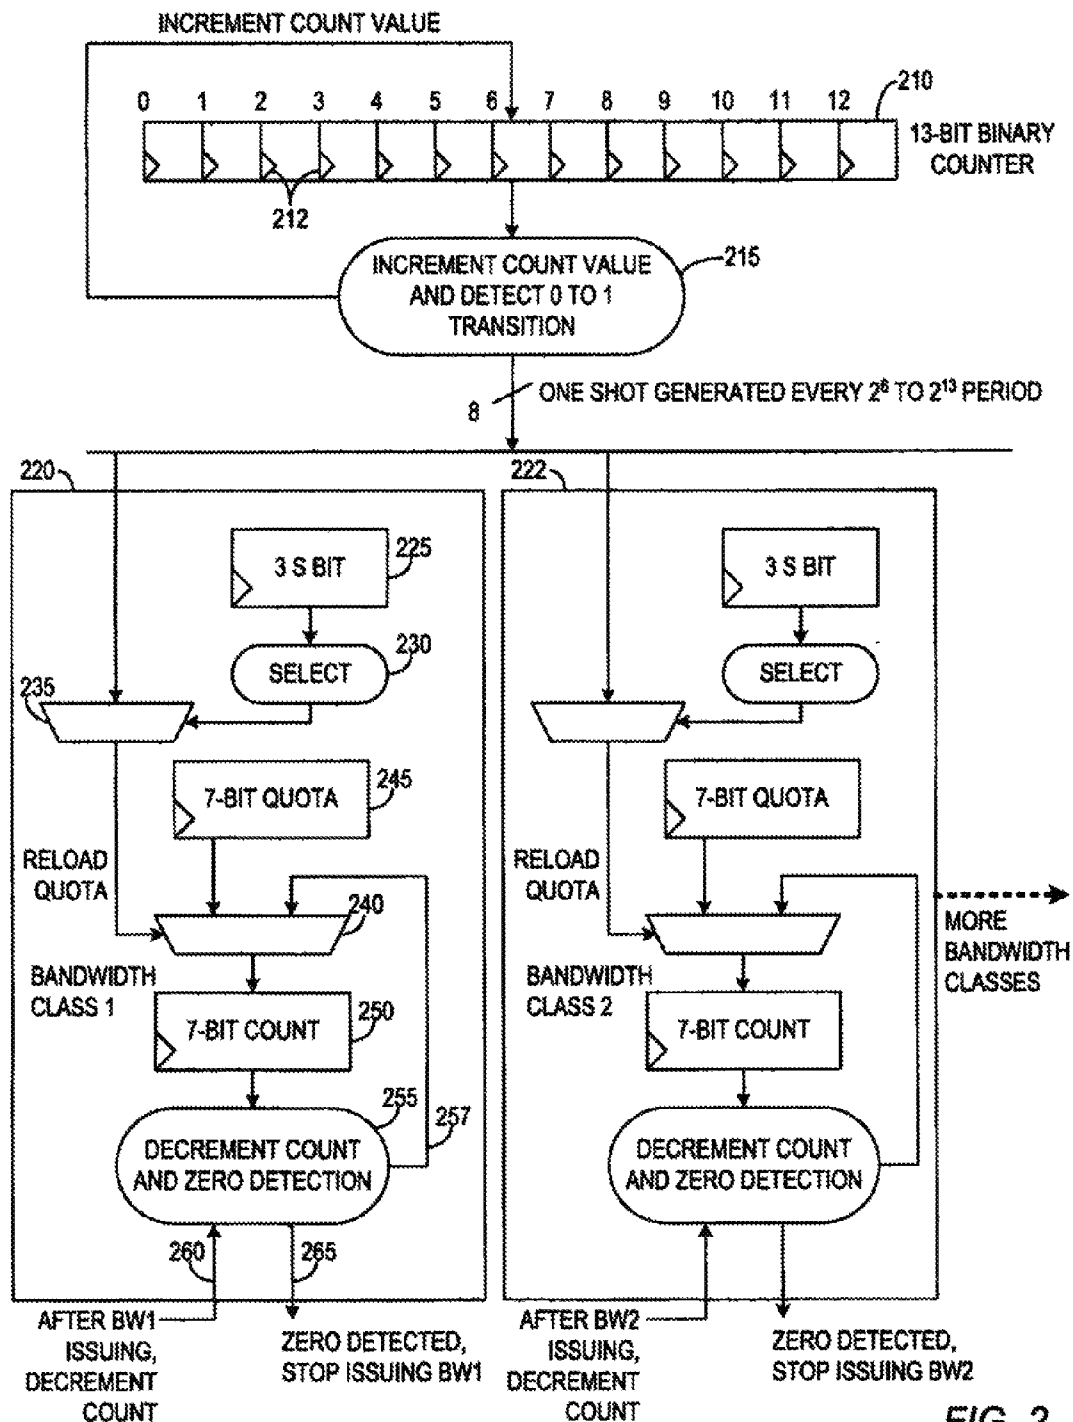 INCREMENT COUNT VALUE
0 1 2 3 4 5 6 7 8 9 10 11 12
210
13-BIT BINARY
COUNTER
212
INCREMENT COUNT VALUE
AND DETECT 0 TO 1
TRANSITION
215
8
ONE SHOT GENERATED EVERY 2⁶ TO 2¹³ PERIOD
220
3 S BIT
225
SELECT
230
235
7-BIT QUOTA
245
RELOAD
QUOTA
240
BANDWIDTH
CLASS 1
7-BIT COUNT
250
255
257
DECREMENT COUNT
AND ZERO DETECTION
260
265
AFTER BW1
ISSUING,
DECREMENT
COUNT
ZERO DETECTED,
STOP ISSUING BW1
222
3 S BIT
SELECT
7-BIT QUOTA
RELOAD
QUOTA
BANDWIDTH
CLASS 2
7-BIT COUNT
DECREMENT COUNT
AND ZERO DETECTION
AFTER BW2
ISSUING,
DECREMENT
COUNT
ZERO DETECTED,
STOP ISSUING BW2
MORE
BANDWIDTH
CLASSES
FIG. 2